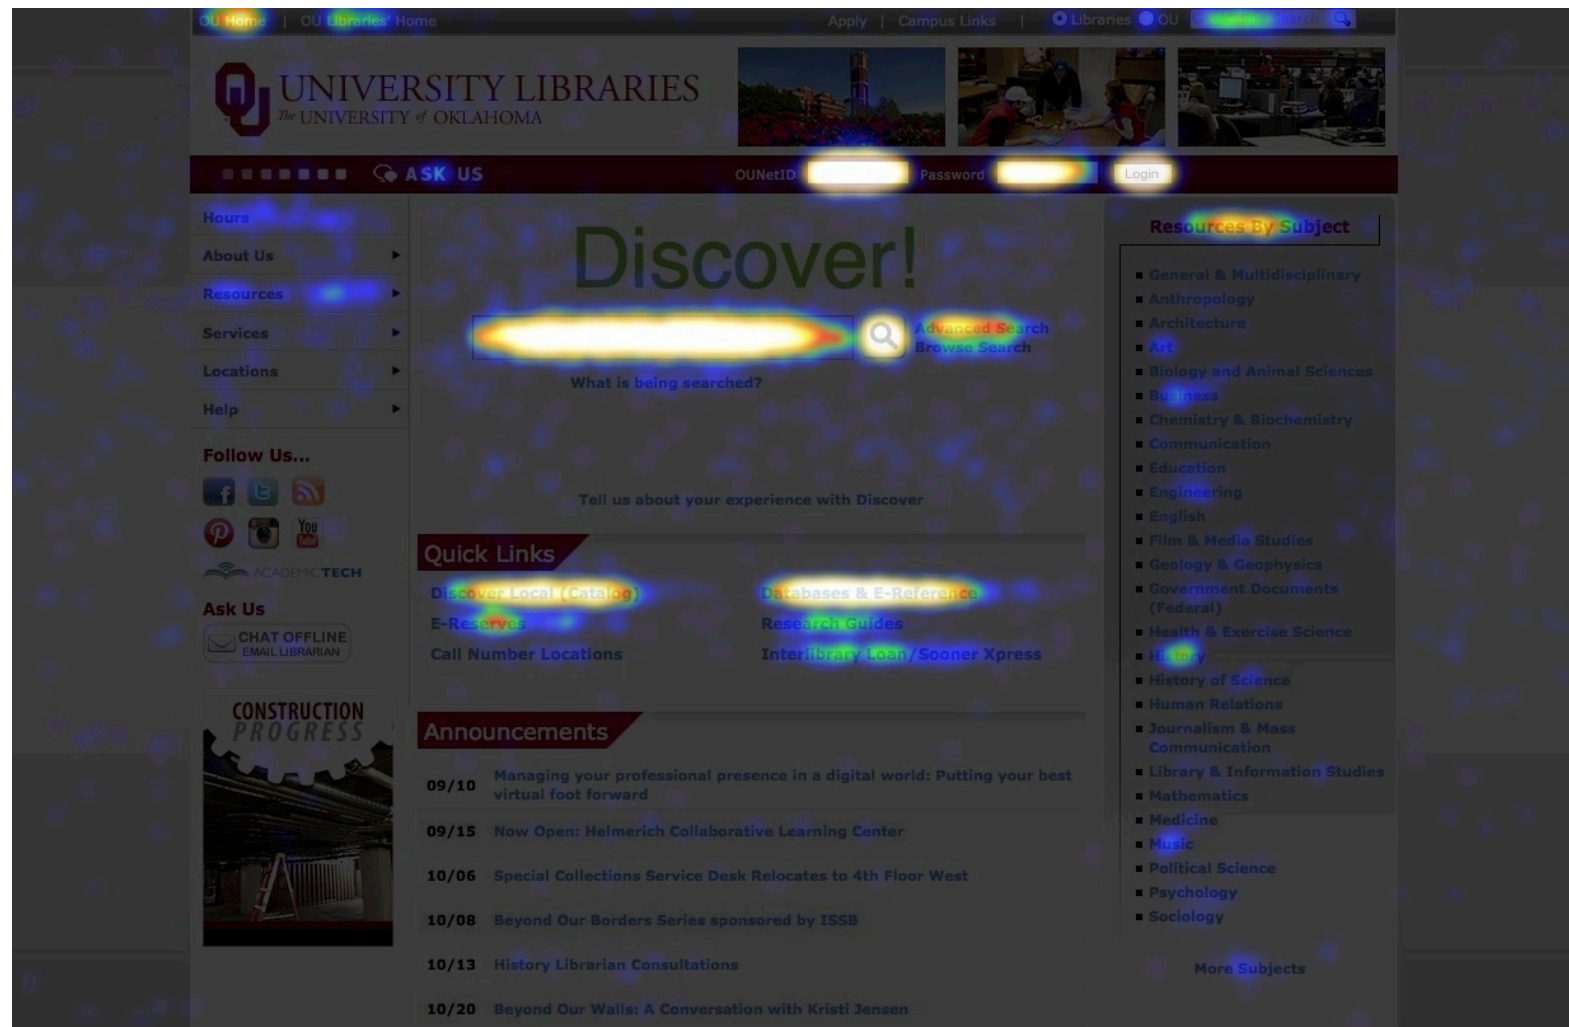 OU Home | OU Libraries' Home
Apply | Campus Links | Libraries OU Search
UNIVERSITY LIBRARIES
The UNIVERSITY of OKLAHOMA
ASK US
OUNetID Password Login
Hours
About Us
Resources
Services
Locations
Help
Follow Us...
You
Tube
ACADEMIC TECH
Ask Us
CHAT OFFLINE
EMAIL LIBRARIAN
CONSTRUCTION
PROGRESS
Discover!
Advanced Search
Browse Search
What is being searched?
Tell us about your experience with Discover
Quick Links
Discover Local (Catalog)
E-Reserves
Call Number Locations
Databases & E-Reference
Research Guides
Interlibrary Loan/Sooner Xpress
Announcements
09/10 Managing your professional presence in a digital world: Putting your best
virtual foot forward
09/15 Now Open: Helmerich Collaborative Learning Center
10/06 Special Collections Service Desk Relocates to 4th Floor West
10/08 Beyond Our Borders Series sponsored by ISSB
10/13 History Librarian Consultations
10/20 Beyond Our Walls: A Conversation with Kristi Jensen
Resources By Subject
General & Multidisciplinary
Anthropology
Architecture
Art
Biology and Animal Sciences
Business
Chemistry & Biochemistry
Communication
Education
Engineering
English
Film & Media Studies
Geology & Geophysics
Government Documents
(Federal)
Health & Exercise Science
History
History of Science
Human Relations
Journalism & Mass
Communication
Library & Information Studies
Mathematics
Medicine
Music
Political Science
Psychology
Sociology
More Subjects